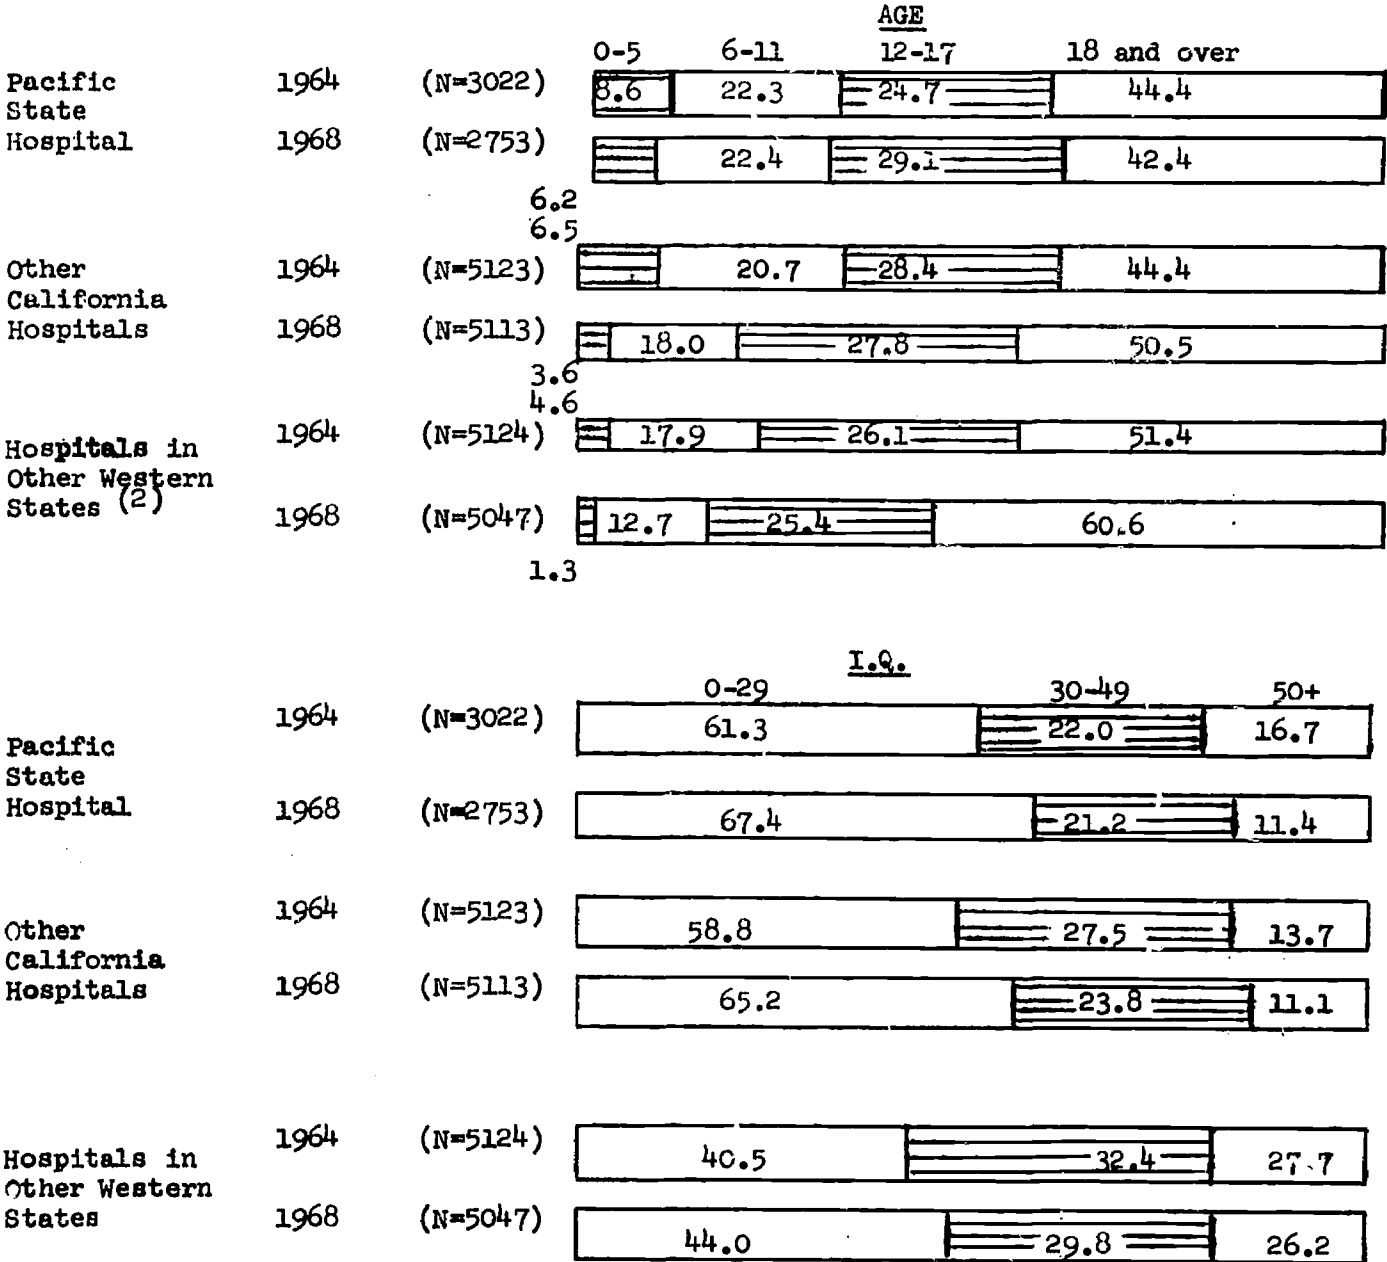 AGE
0-5 6-11 12-17 18 and over
Pacific State Hospital 1964 (N=3022) 8.6 22.3 24.7 44.4
1968 (N=2753) 22.4 29.1 42.4
6.2
6.5
Other California Hospitals 1964 (N=5123) 20.7 28.4 44.4
1968 (N=5113) 18.0 27.8 50.5
3.6
4.6
Hospitals in Other Western States (2) 1964 (N=5124) 17.9 26.1 51.4
1968 (N=5047) 12.7 25.4 60.6
1.3
I.Q.
0-29 30-49 50+
Pacific State Hospital 1964 (N=3022) 61.3 22.0 16.7
1968 (N=2753) 67.4 21.2 11.4
Other California Hospitals 1964 (N=5123) 58.8 27.5 13.7
1968 (N=5113) 65.2 23.8 11.1
Hospitals in Other Western States 1964 (N=5124) 40.5 32.4 27.7
1968 (N=5047) 44.0 29.8 26.2